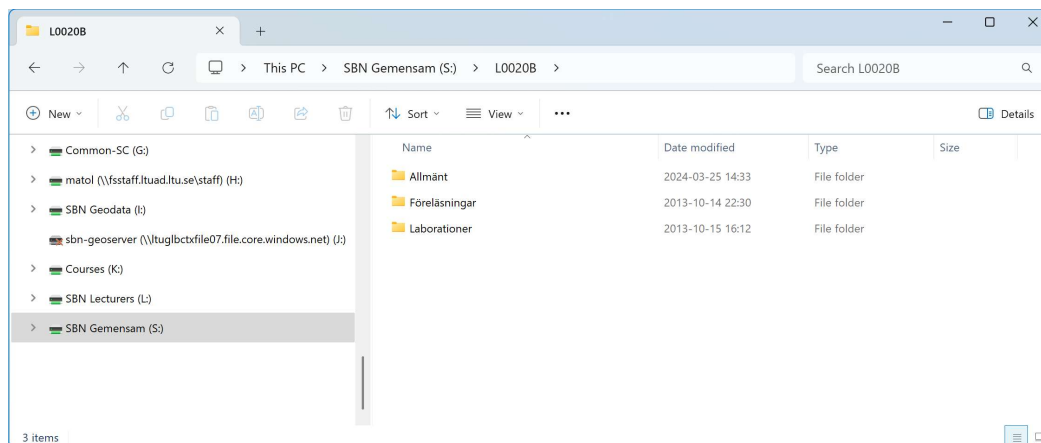 L0020B
This PC > SBN Gemensam (S:) > L0020B >
Search L0020B
New
Sort
View
Details
Name Date modified Type Size
Common-SC (G:)
matol (\\fsstaff.ltuad.ltu.se\staff) (H:)
SBN Geodata (I:)
sbn-geoserver (\\ltuglbctxfile07.file.core.windows.net) (J:)
Courses (K:)
SBN Lecturers (L:)
SBN Gemensam (S:)
Allmänt 2024-03-25 14:33 File folder
Föreläsningar 2013-10-14 22:30 File folder
Laborationer 2013-10-15 16:12 File folder
3 items